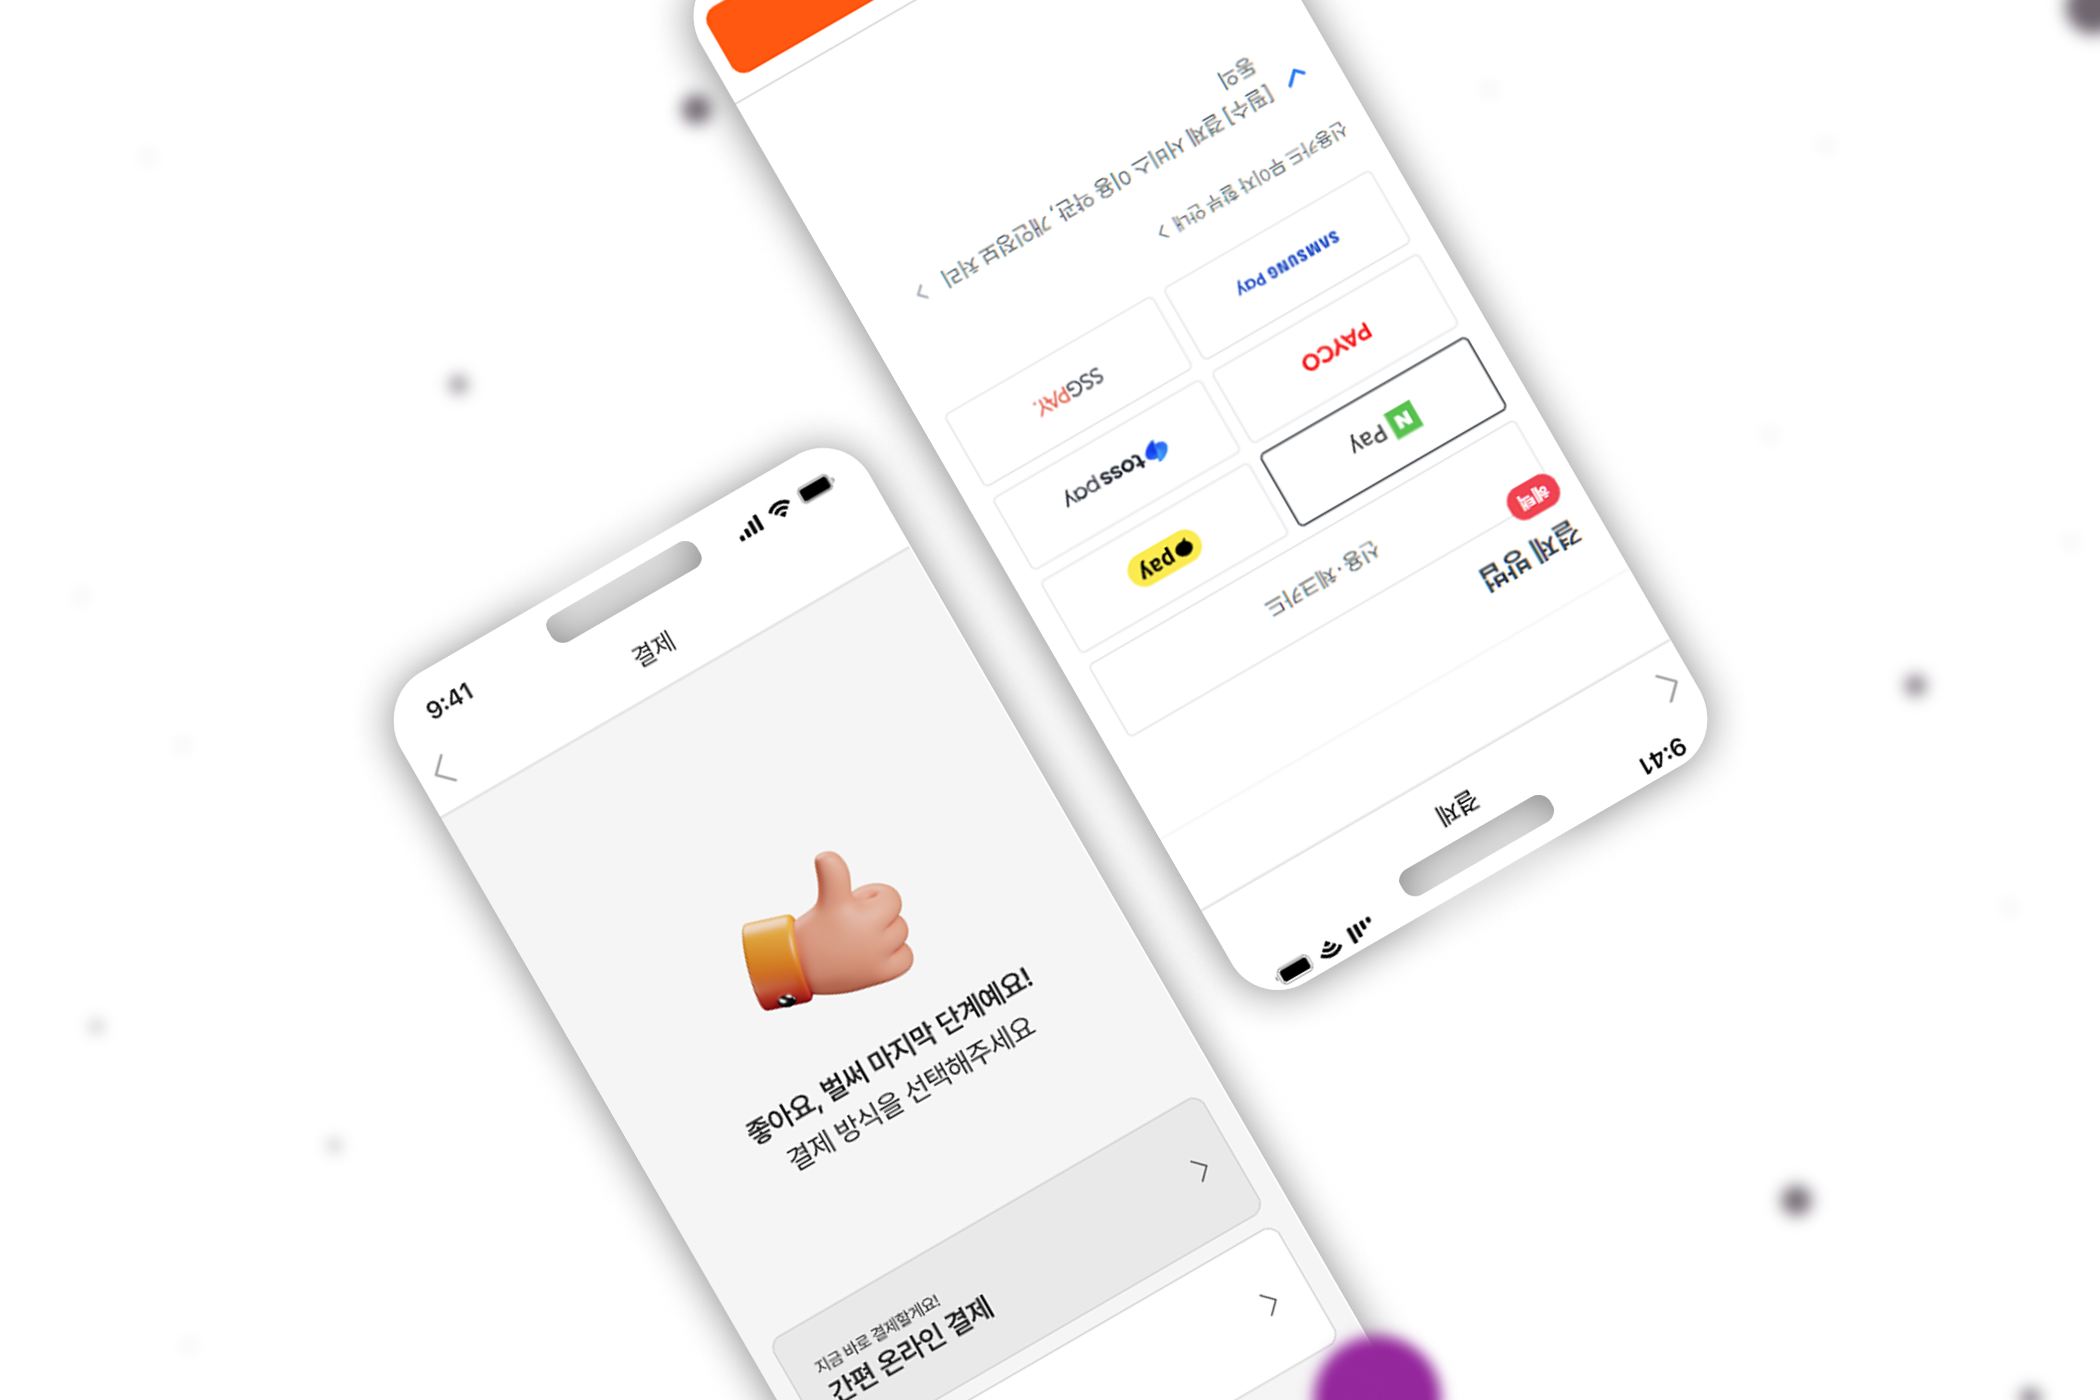 9:41
결제
좋아요, 벌써 마지막 단계예요!
결제 방식을 선택해주세요
지금 바로 결제할게요!
간편 온라인 결제
9:41
결제
결제 방법
혜택
신용·체크카드
N Pay
pay
PAYCO
toss pay
SAMSUNG Pay
SSGPAY.
신용카드 무이자 할부 안내
[필수] 결제 서비스 이용 약관, 개인정보 처리
동의